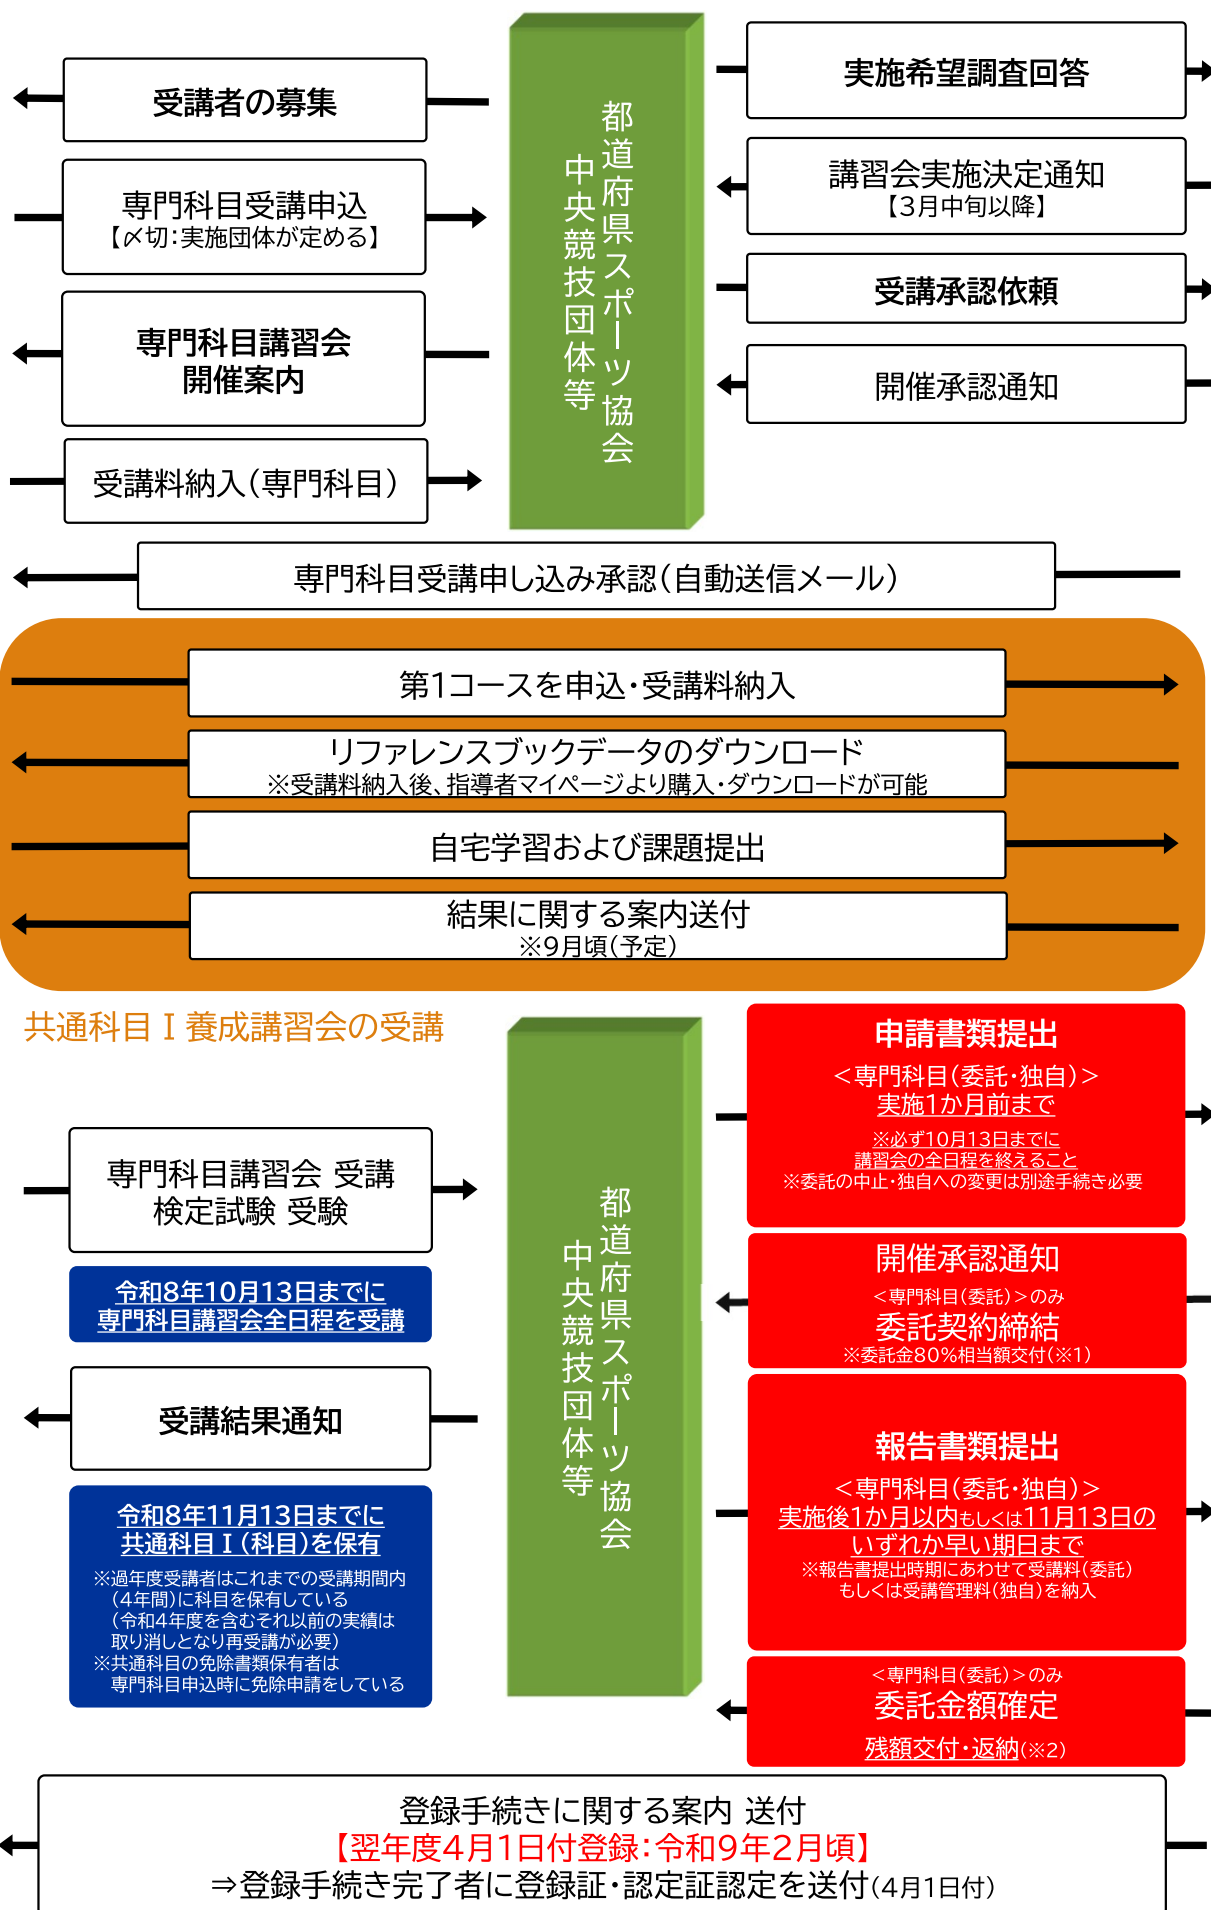 受講者の募集
専門科目受講申込
【〆切：実施団体が定める】
専門科目講習会
開催案内
受講料納入（専門科目）
都道府県スポーツ協会
中央競技団体等
実施希望調査回答
講習会実施決定通知
【3月中旬以降】
受講承認依頼
開催承認通知
専門科目受講申し込み承認（自動送信メール）
第1コースを申込・受講料納入
リファレンスブックデータのダウンロード
※受講料納入後、指導者マイページより購入・ダウンロードが可能
自宅学習および課題提出
結果に関する案内送付
※9月頃（予定）
共通科目Ⅰ養成講習会の受講
専門科目講習会 受講
検定試験 受験
令和8年10月13日までに
専門科目講習会全日程を受講
受講結果通知
令和8年11月13日までに
共通科目Ⅰ（科目）を保有
※過年度受講者はこれまでの受講期間内
（4年間）に科目を保有している
（令和4年度を含むそれ以前の実績は
取り消しとなり再受講が必要）
※共通科目の免除書類保有者は
専門科目申込時に免除申請をしている
都道府県スポーツ協会
中央競技団体等
申請書類提出
＜専門科目（委託・独自）＞
実施1か月前まで
※必ず10月13日までに
講習会の全日程を終えること
※委託の中止・独自への変更は別途手続き必要
開催承認通知
＜専門科目（委託）＞のみ
委託契約締結
※委託金80％相当額交付（※1）
報告書類提出
＜専門科目（委託・独自）＞
実施後1か月以内もしくは11月13日の
いずれか早い期日まで
※報告書提出時期にあわせて受講料（委託）
もしくは受講管理料（独自）を納入
＜専門科目（委託）＞のみ
委託金額確定
残額交付・返納（※2）
登録手続きに関する案内 送付
【翌年度4月1日付登録：令和9年2月頃】
⇒登録手続き完了者に登録証・認定証認定を送付（4月1日付）